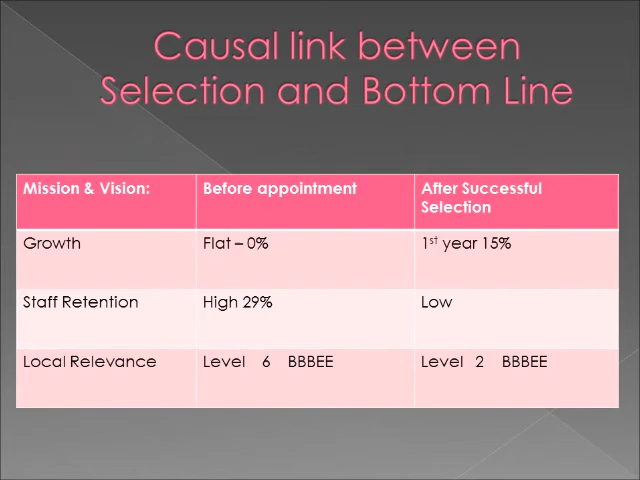 Causal link between
Selection and Bottom Line
Mission & Vision: Before appointment After Successful
Selection
Growth Flat – 0% 1st year 15%
Staff Retention High 29% Low
Local Relevance Level 6 BBBEE Level 2 BBBEE